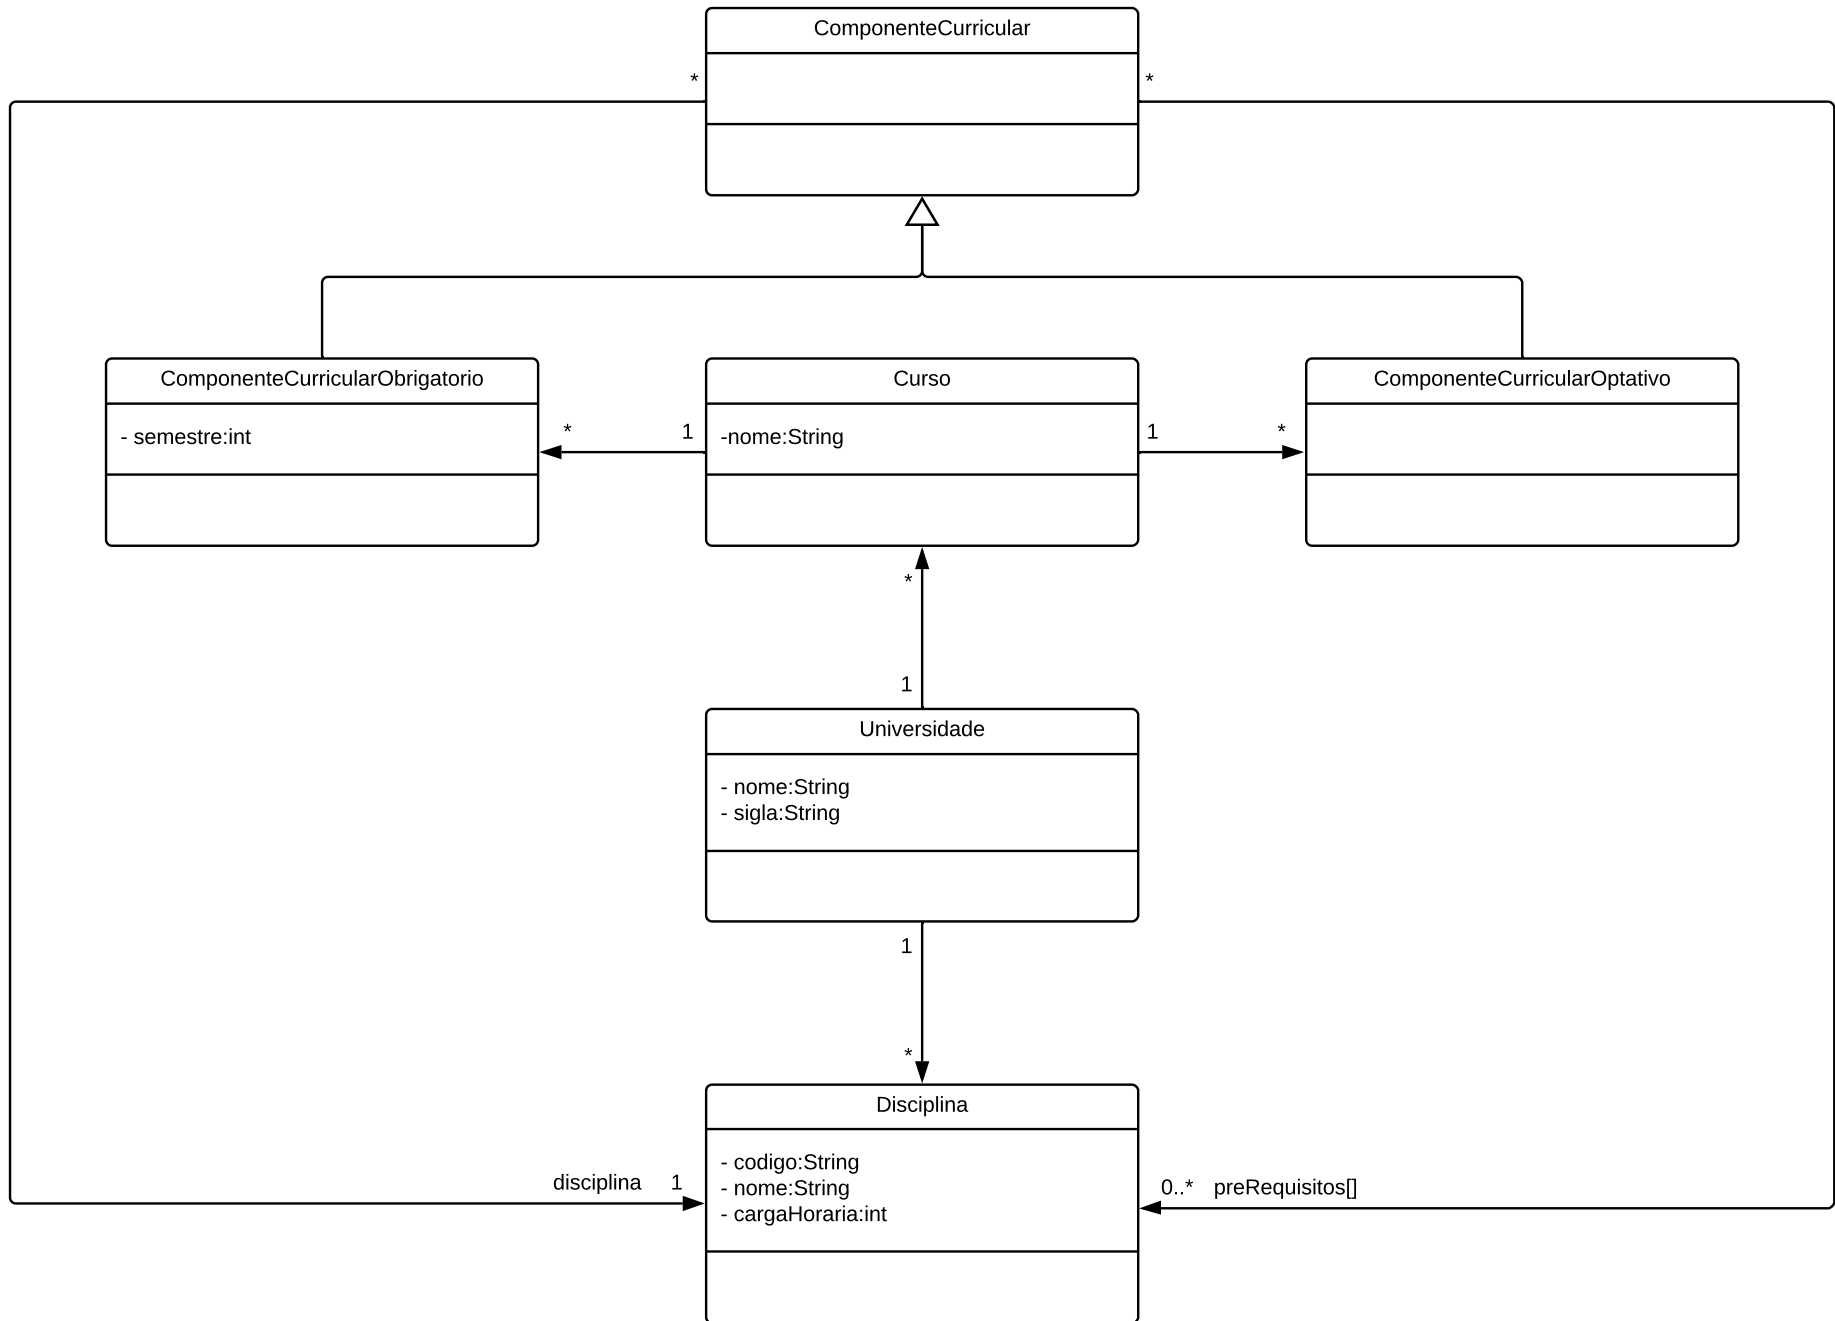 ComponenteCurricular
* *
ComponenteCurricularObrigatorio
- semestre:int
* 1
Curso
-nome:String
1 *
ComponenteCurricularOptativo
*
1
Universidade
- nome:String
- sigla:String
1
*
Disciplina
- codigo:String
- nome:String
- cargaHoraria:int
disciplina 1
0..* preRequisitos[]